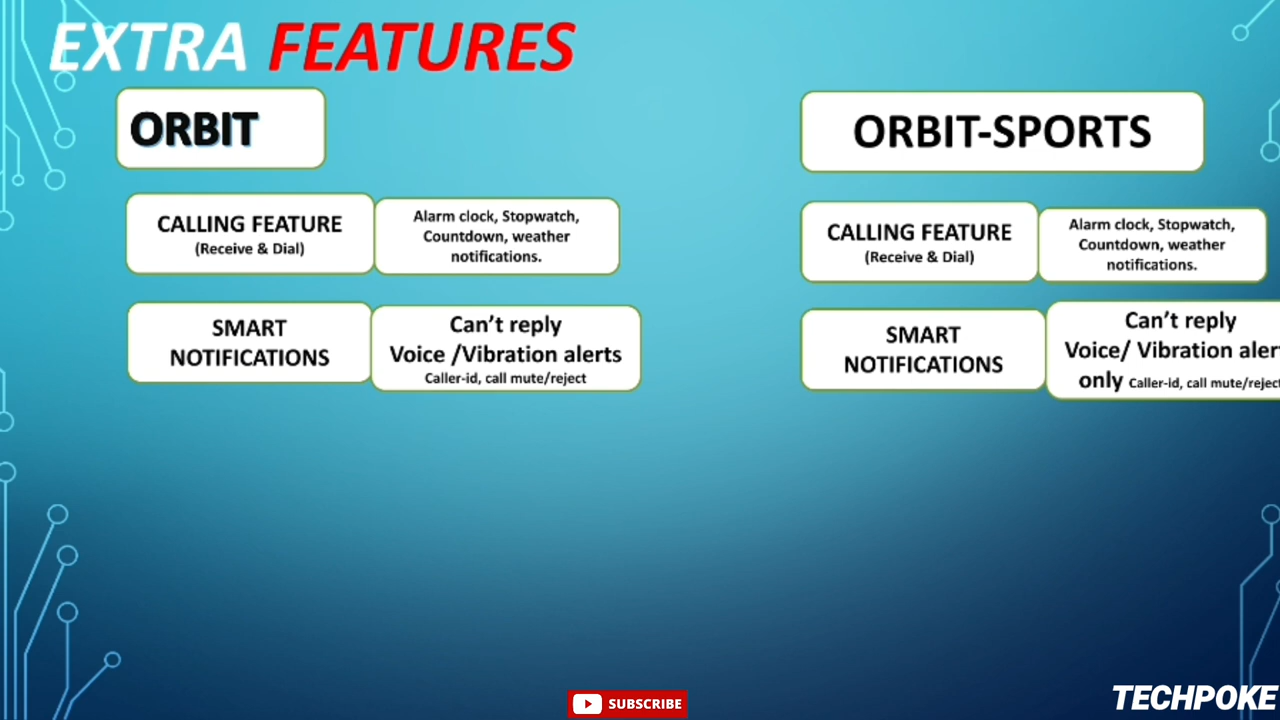 EXTRA FEATURES
ORBIT
CALLING FEATURE
(Receive & Dial)
Alarm clock, Stopwatch,
Countdown, weather
notifications.
SMART
NOTIFICATIONS
Can't reply
Voice /Vibration alerts
Caller-id, call mute/reject
ORBIT-SPORTS
CALLING FEATURE
(Receive & Dial)
Alarm clock, Stopwatch,
Countdown, weather
notifications.
SMART
NOTIFICATIONS
Can't reply
Voice/ Vibration aler
only Caller-id, call mute/reject
SUBSCRIBE
TECHPOKE